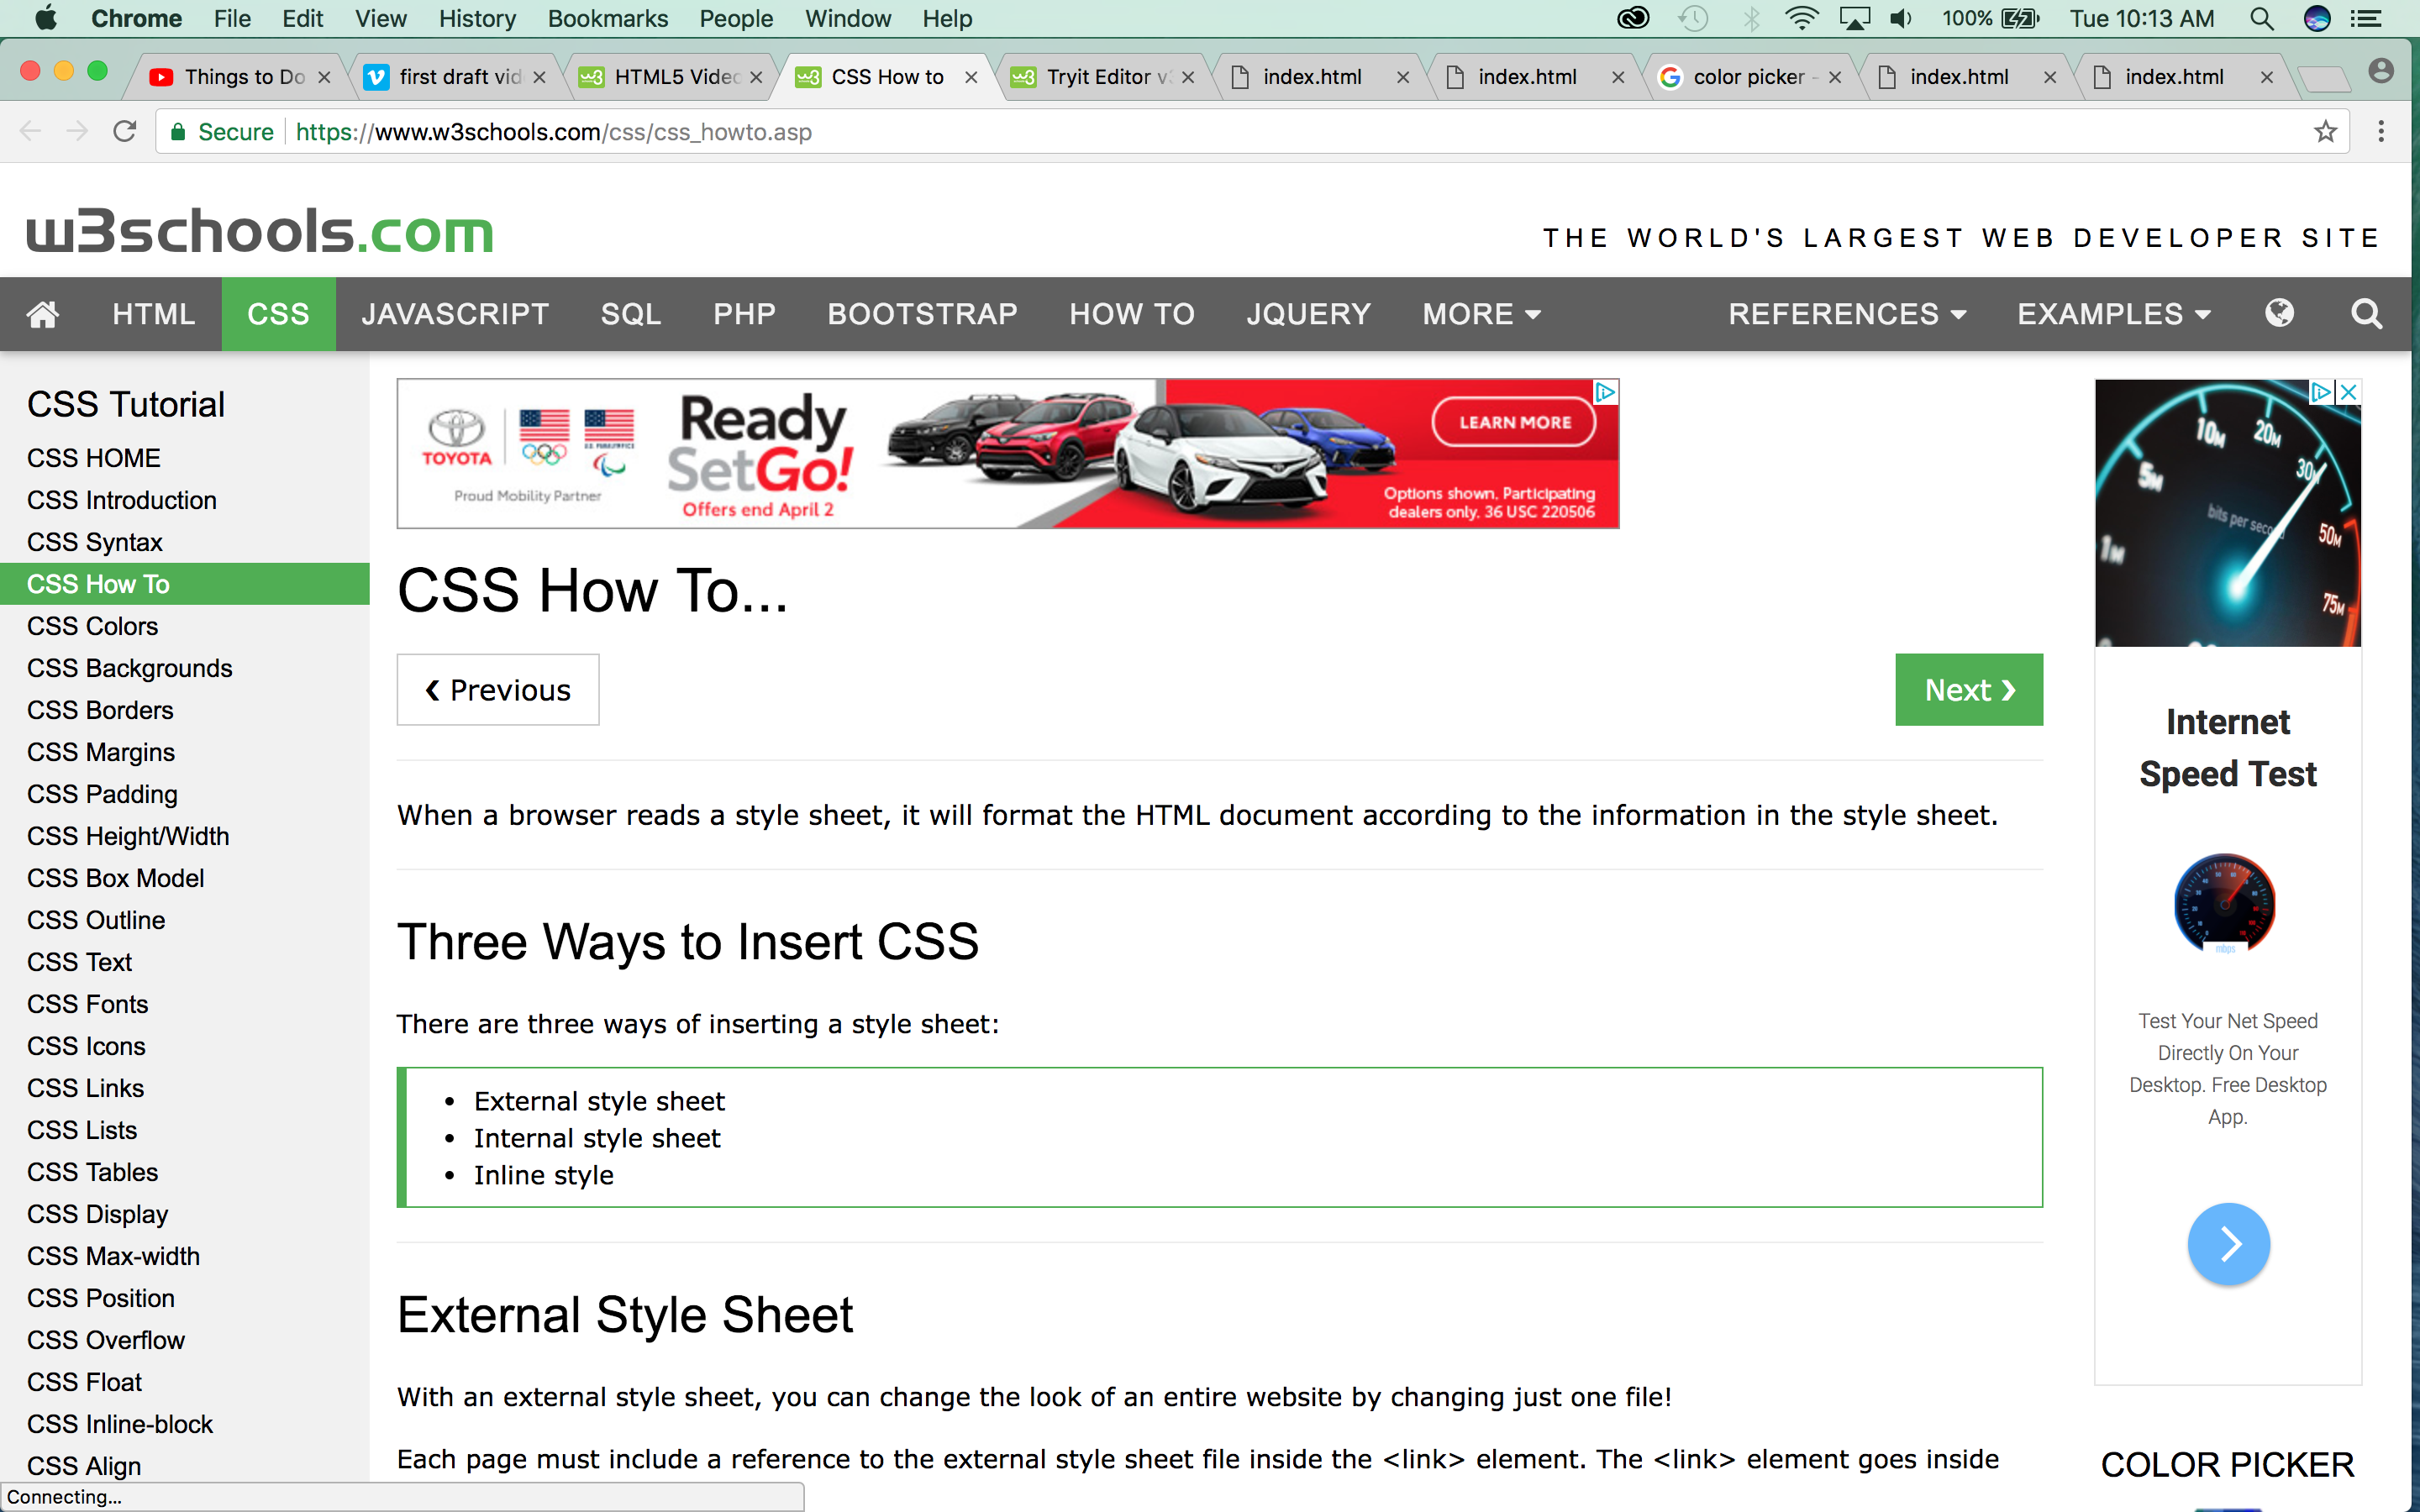 Chrome File Edit View History Bookmarks People Window Help 100% Tue 10:13 AM
Things to Do first draft vid HTML5 Video CSS How to Tryit Editor v index.html index.html color picker - index.html index.html
Secure https://www.w3schools.com/css/css_howto.asp
w3schools.com
THE WORLD'S LARGEST WEB DEVELOPER SITE
HTML CSS JAVASCRIPT SQL PHP BOOTSTRAP HOW TO JQUERY MORE REFERENCES EXAMPLES
CSS Tutorial
CSS HOME
CSS Introduction
CSS Syntax
CSS How To
CSS Colors
CSS Backgrounds
CSS Borders
CSS Margins
CSS Padding
CSS Height/Width
CSS Box Model
CSS Outline
CSS Text
CSS Fonts
CSS Icons
CSS Links
CSS Lists
CSS Tables
CSS Display
CSS Max-width
CSS Position
CSS Overflow
CSS Float
CSS Inline-block
CSS Align
Connecting...
TOYOTA
U.S. PARALYMPICS
Proud Mobility Partner
Ready
SetGo!
Offers end April 2
LEARN MORE
Options shown. Participating
dealers only. 36 USC 220506
CSS How To...
❮ Previous
Next ❯
When a browser reads a style sheet, it will format the HTML document according to the information in the style sheet.
Three Ways to Insert CSS
There are three ways of inserting a style sheet:
• External style sheet
• Internal style sheet
• Inline style
External Style Sheet
With an external style sheet, you can change the look of an entire website by changing just one file!
Each page must include a reference to the external style sheet file inside the <link> element. The <link> element goes inside
1M 5M 10M 20M 30M 50M 75M
bits per seco
Internet
Speed Test
mbps
Test Your Net Speed
Directly On Your
Desktop. Free Desktop
App.
COLOR PICKER